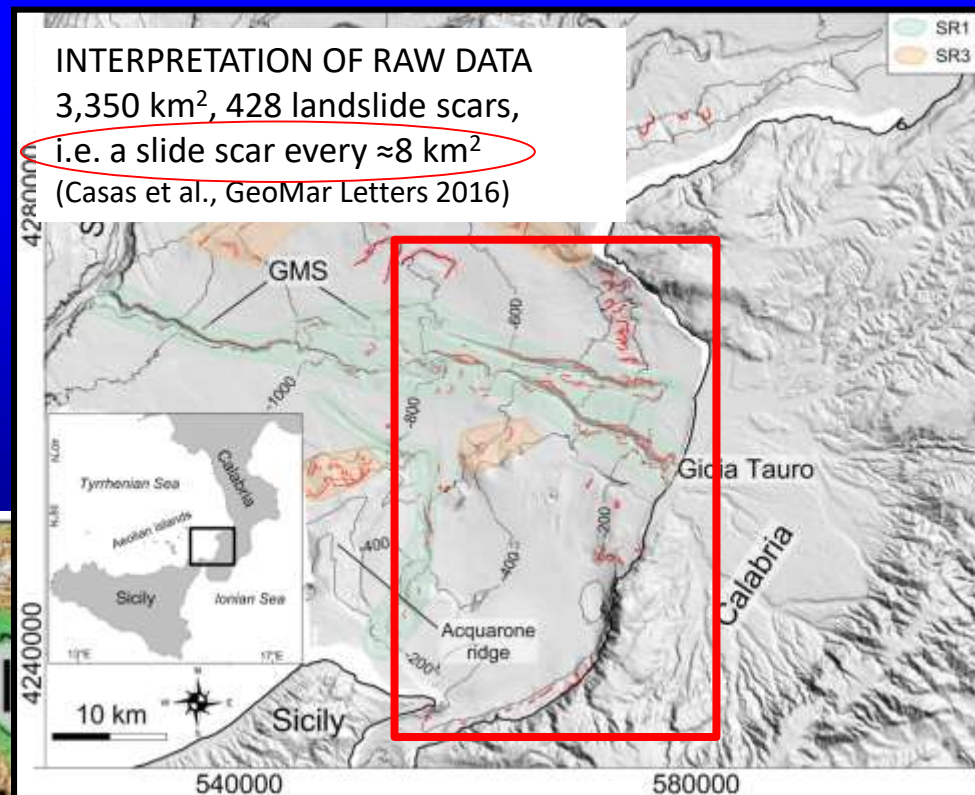 INTERPRETATION OF RAW DATA
3,350 km², 428 landslide scars,
i.e. a slide scar every ≈8 km²
(Casas et al., GeoMar Letters 2016)
SR1
SR3
4280000
GMS
-600
-1000
-800
Gioia Tauro
Calabria
Tyrrhenian Sea
Calabria
Aeolian islands
Sicily
Ionian Sea
17°E
-400
-400
-200
Acquarone
ridge
-200
4240000
N
W
E
S
10 km
Sicily
540000
580000